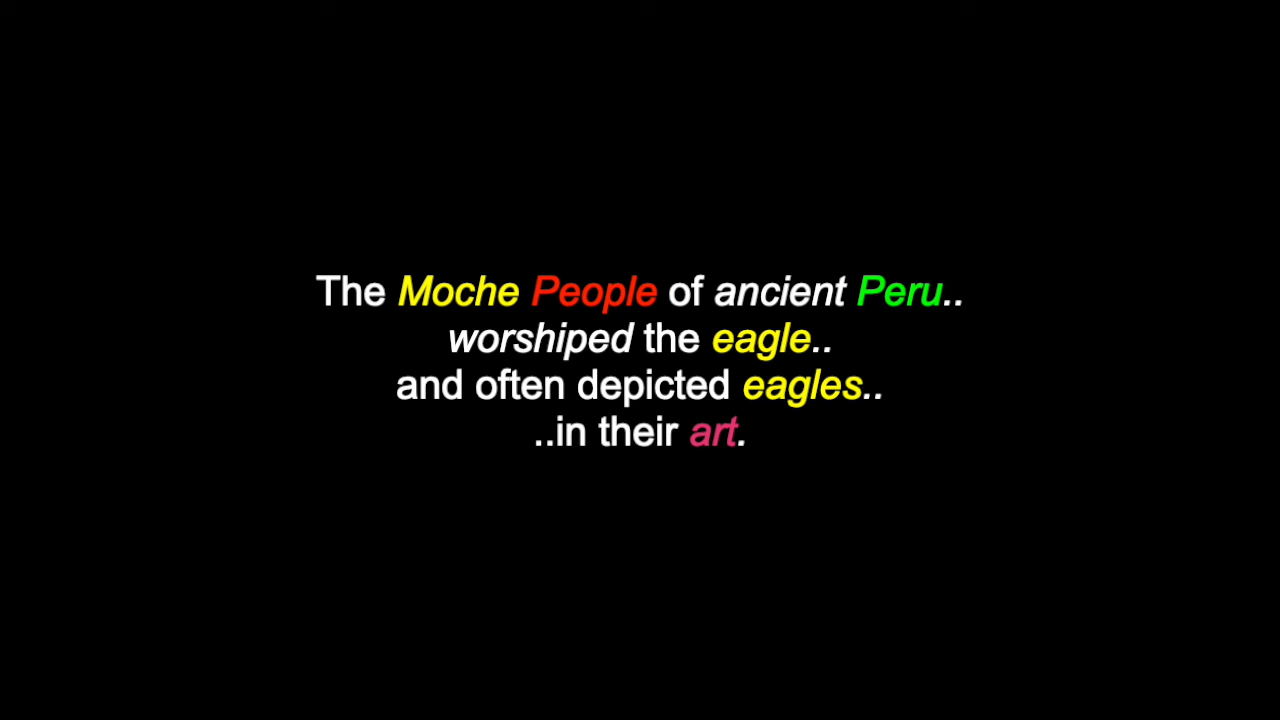 The Moche People of ancient Peru..
worshiped the eagle..
and often depicted eagles..
..in their art.